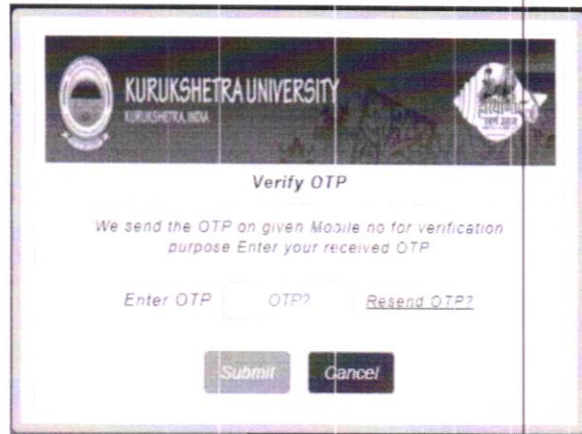 KURUKSHETRA UNIVERSITY
KURUKSHETRA, INDIA
Verify OTP
We send the OTP on given Mobile no for verification
purpose Enter your received OTP
Enter OTP OTP? Resend OTP?
Submit Cancel